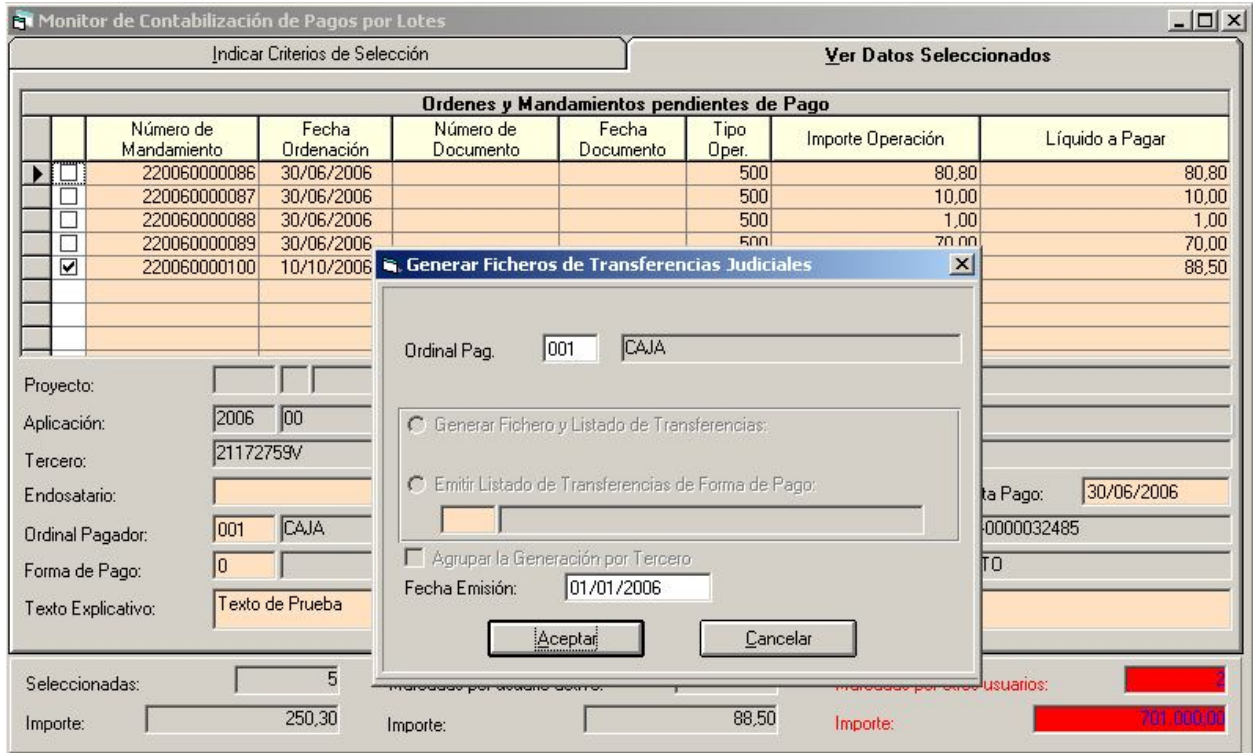 Monitor de Contabilización de Pagos por Lotes
Indicar Criterios de Selección Ver Datos Seleccionados
Ordenes y Mandamientos pendientes de Pago
Número de Mandamiento Fecha Ordenación Número de Documento Fecha Documento Tipo Oper. Importe Operación Líquido a Pagar
220060000086 30/06/2006 500 80,80 80,80
220060000087 30/06/2006 500 10,00 10,00
220060000088 30/06/2006 500 1,00 1,00
220060000089 30/06/2006 500 70,00 70,00
220060000100 10/10/2006 88,50
Generar Ficheros de Transferencias Judiciales
Ordinal Pag. 001 CAJA
Generar Fichero y Listado de Transferencias:
Emitir Listado de Transferencias de Forma de Pago:
Agrupar la Generación por Tercero
Fecha Emisión: 01/01/2006
Aceptar Cancelar
Proyecto:
Aplicación: 2006 00
Tercero: 21172759V
Endosatario: ta Pago: 30/06/2006
Ordinal Pagador: 001 CAJA -0000032485
Forma de Pago: 0 TO
Texto Explicativo: Texto de Prueba
Seleccionadas: 5 usuarios: 2
Importe: 250,30 Importe: 88,50 Importe: 701.000,00